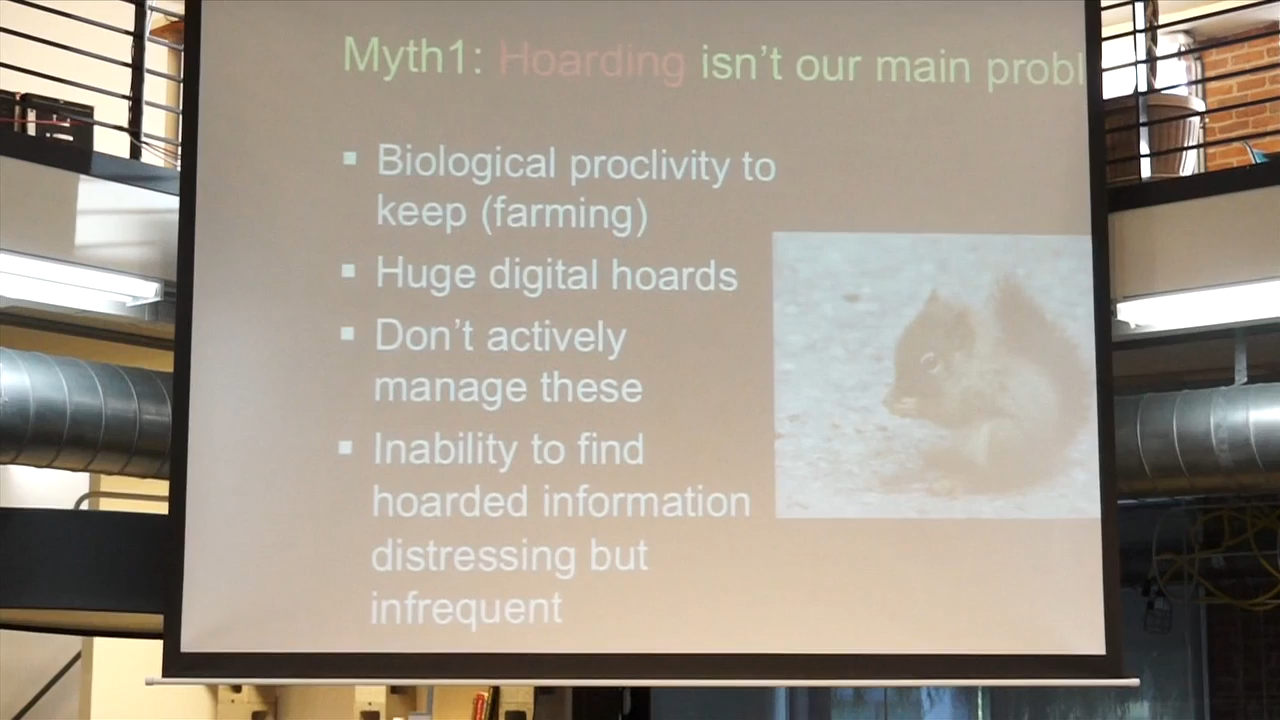 Myth1: Hoarding isn't our main probl
▪ Biological proclivity to
keep (farming)
▪ Huge digital hoards
▪ Don't actively
manage these
▪ Inability to find
hoarded information
distressing but
infrequent